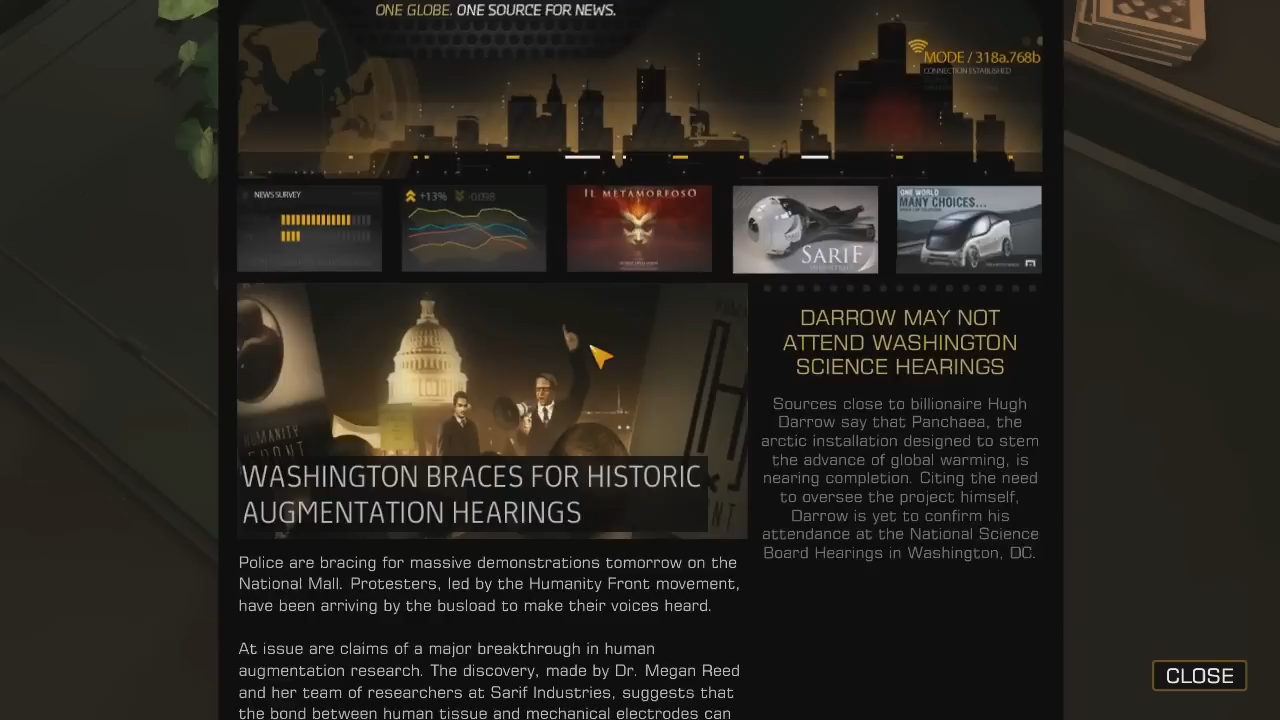 ONE GLOBE. ONE SOURCE FOR NEWS.
MODE / 318a.768b
CONNECTION ESTABLISHED
NEWS SURVEY
+13% -0.098
IL METAMORFOSO
SARIF
ONE WORLD
MANY CHOICES...
HUMANITY
FRONT
WASHINGTON BRACES FOR HISTORIC
AUGMENTATION HEARINGS
Police are bracing for massive demonstrations tomorrow on the
National Mall. Protesters, led by the Humanity Front movement,
have been arriving by the busload to make their voices heard.
At issue are claims of a major breakthrough in human
augmentation research. The discovery, made by Dr. Megan Reed
and her team of researchers at Sarif Industries, suggests that
the bond between human tissue and mechanical electrodes can
DARROW MAY NOT
ATTEND WASHINGTON
SCIENCE HEARINGS
Sources close to billionaire Hugh
Darrow say that Panchaea, the
arctic installation designed to stem
the advance of global warming, is
nearing completion. Citing the need
to oversee the project himself,
Darrow is yet to confirm his
attendance at the National Science
Board Hearings in Washington, DC.
CLOSE